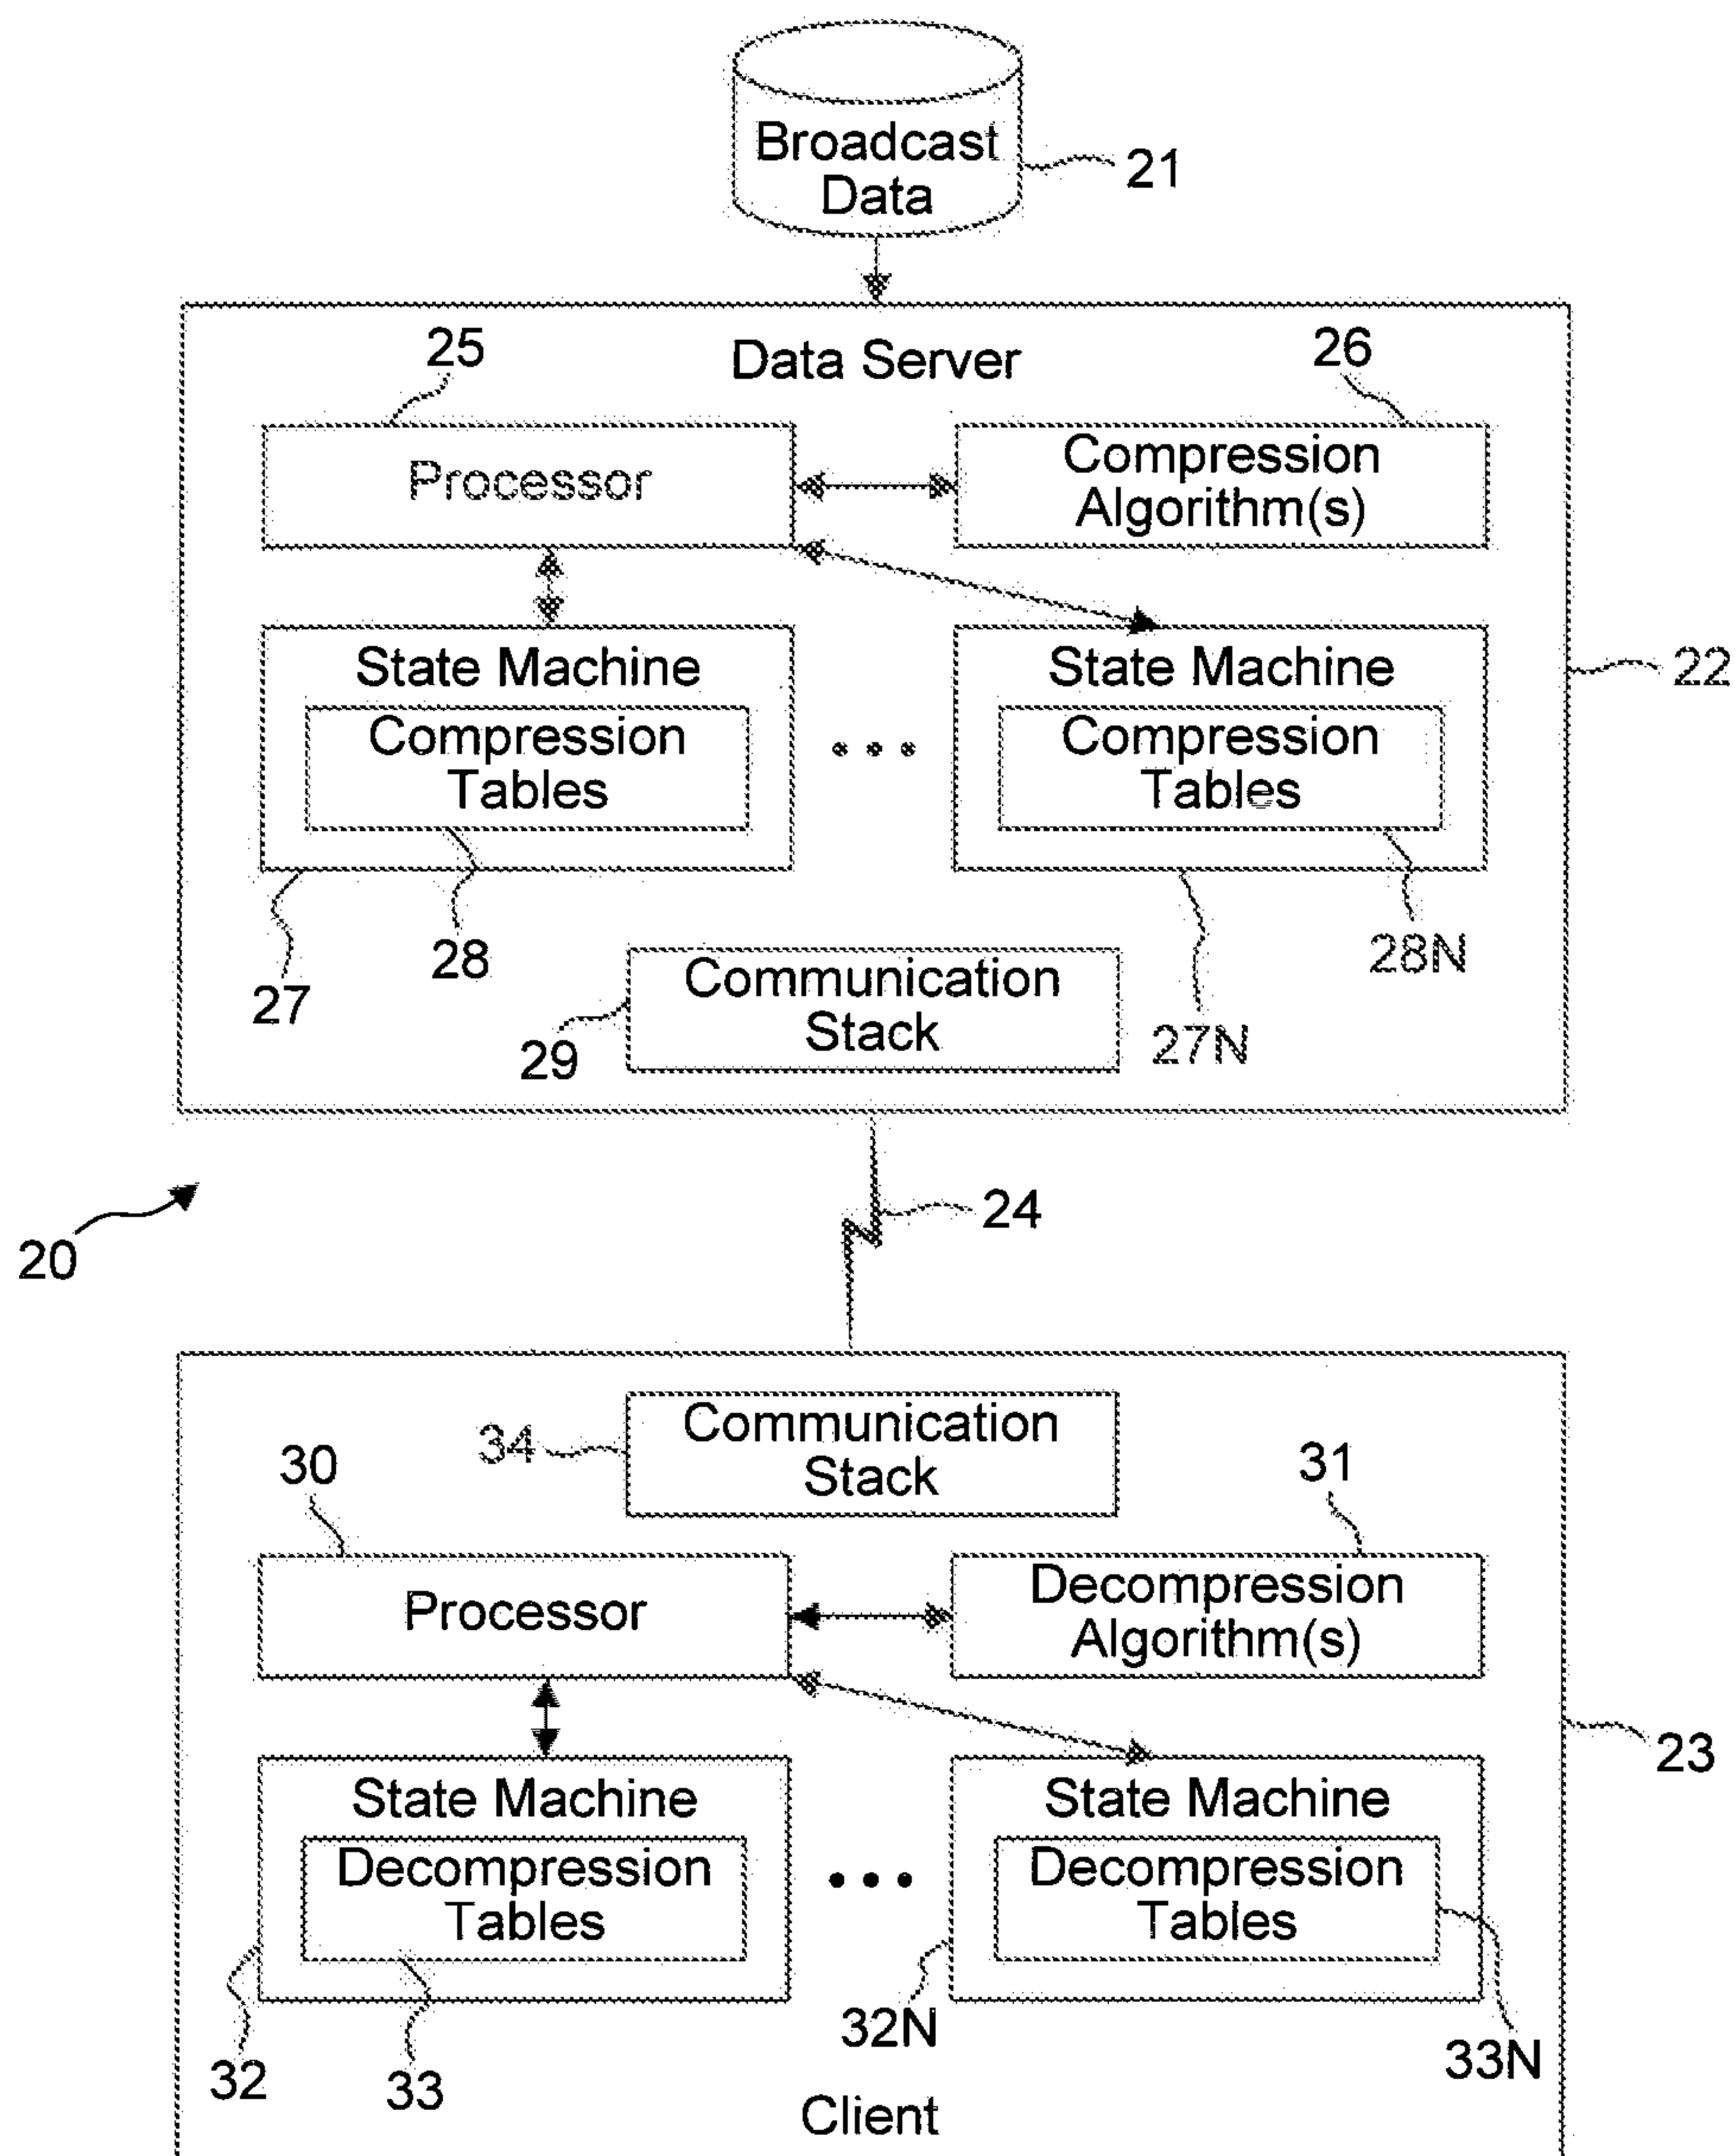 Broadcast
Data
21
Data Server
25
26
Processor
Compression
Algorithm(s)
State Machine
Compression
Tables
State Machine
Compression
Tables
22
27
28
28N
27N
Communication
Stack
29
24
20
Communication
Stack
34
30
31
Processor
Decompression
Algorithm(s)
State Machine
Decompression
Tables
State Machine
Decompression
Tables
23
32
33
32N
33N
Client